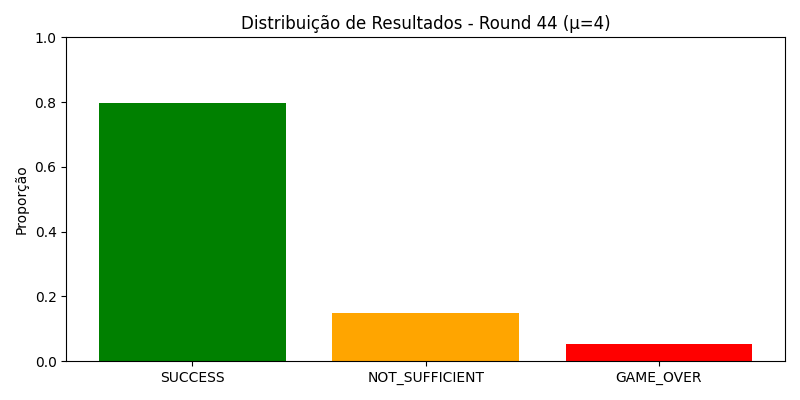 Distribuição de Resultados - Round 44 (μ=4)
1.0
0.8
0.6
0.4
0.2
0.0
Proporção
SUCCESS
NOT_SUFFICIENT
GAME_OVER